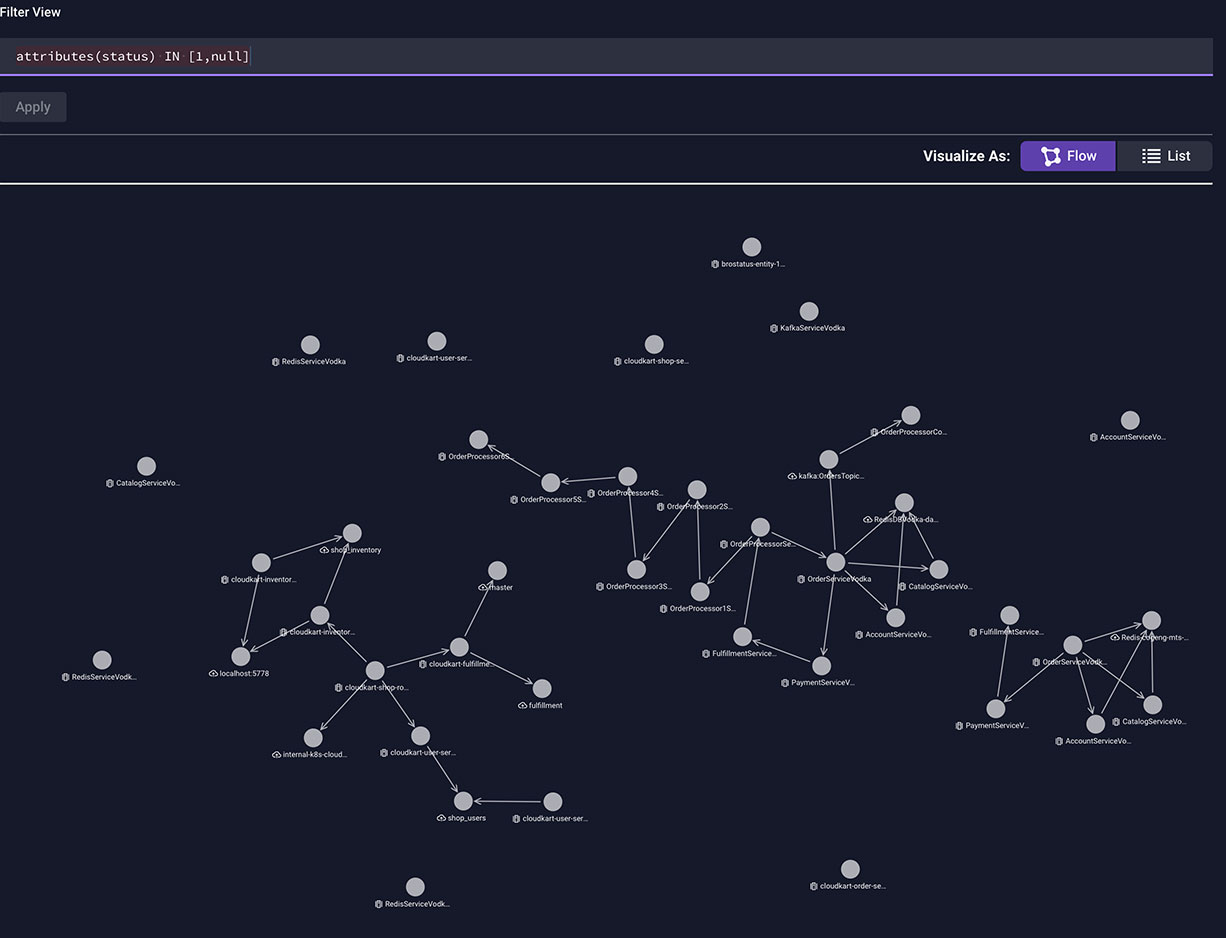 Filter View
attributes(status) IN [1,null]
Apply
Visualize As:
Flow
List
brostatus-entity-1...
KafkaServiceVodka
RedisServiceVodka
cloudkart-user-ser...
cloudkart-shop-se...
OrderProcessorCo...
AccountServiceVo...
OrderProcessor6S...
kafka:OrdersTopic...
CatalogServiceVo...
OrderProcessor5S...
OrderProcessor4S...
OrderProcessor2S...
RedisDBVodka-da...
shop_inventory
OrderProcessorSe...
cloudkart-inventor...
master
OrderProcessor3S...
OrderServiceVodka
CatalogServiceVo...
OrderProcessor1S...
cloudkart-inventor...
AccountServiceVo...
FulfillmentService...
localhost:5778
cloudkart-fulfillme...
FulfillmentService...
OrderServiceVodk...
RedisServiceVodk...
cloudkart-shop-ro...
PaymentServiceV...
fulfillment
internal-k8s-cloud...
cloudkart-user-ser...
PaymentServiceV...
AccountServiceVo...
CatalogServiceVo...
shop_users
cloudkart-user-ser...
cloudkart-order-se...
RedisServiceVodk...